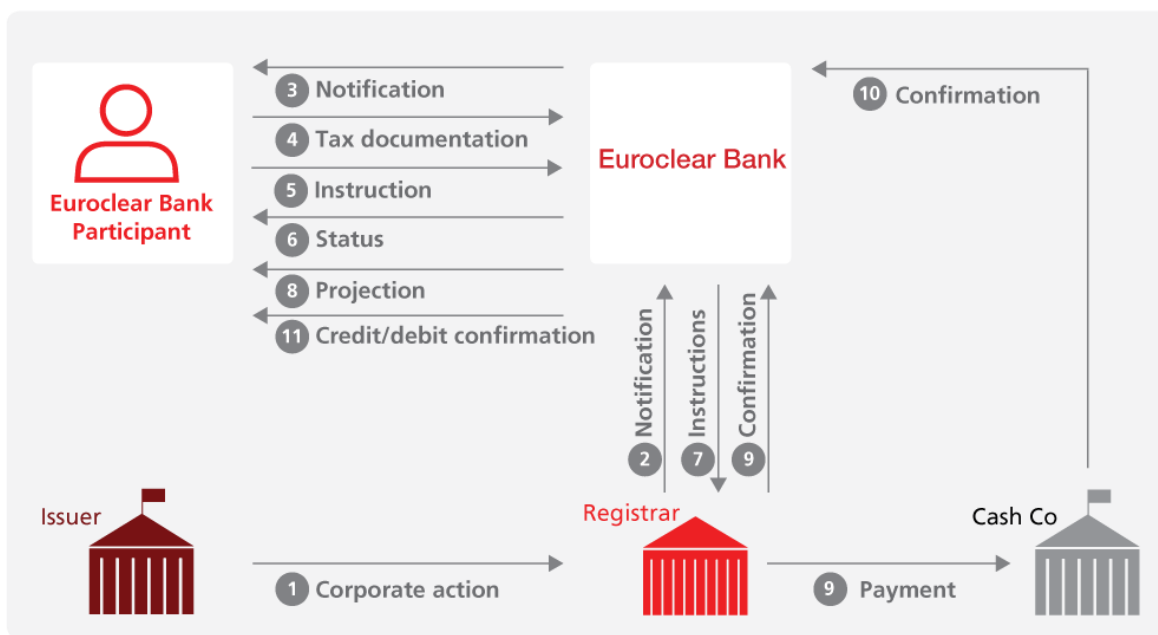 3 Notification
10 Confirmation
4 Tax documentation
Euroclear Bank
5 Instruction
Euroclear Bank
Participant
6 Status
8 Projection
11 Credit/debit confirmation
2 Notification
7 Instructions
9 Confirmation
Issuer
Registrar
Cash Co
1 Corporate action
9 Payment